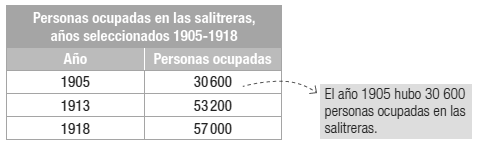 Personas ocupadas en las salitreras,
años seleccionados 1905-1918
Año Personas ocupadas
1905 30 600
1913 53 200
1918 57 000
El año 1905 hubo 30 600
personas ocupadas en las
salitreras.